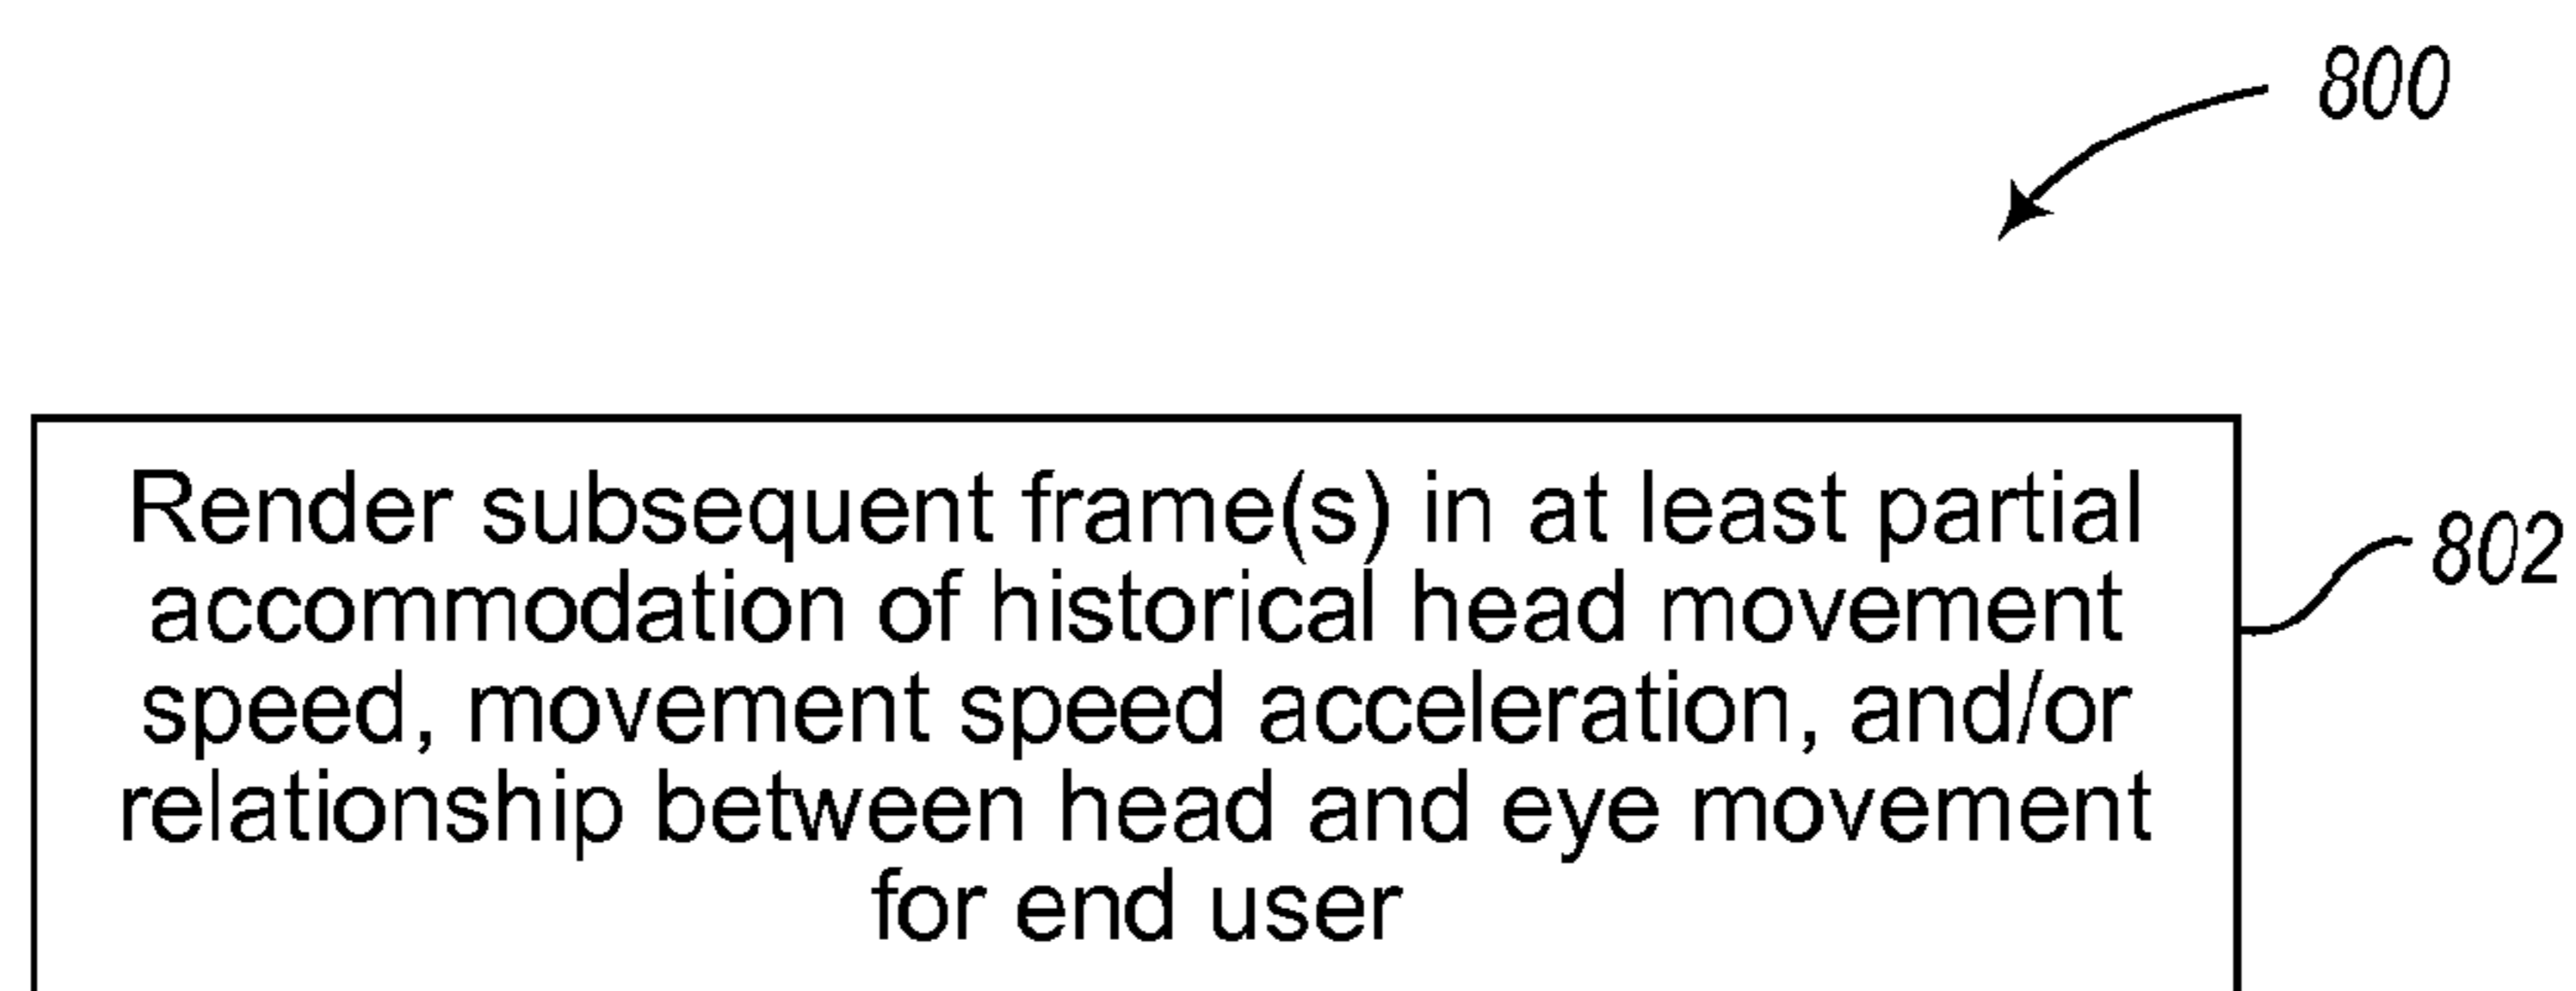 800
Render subsequent frame(s) in at least partial
accommodation of historical head movement
speed, movement speed acceleration, and/or
relationship between head and eye movement
for end user
802